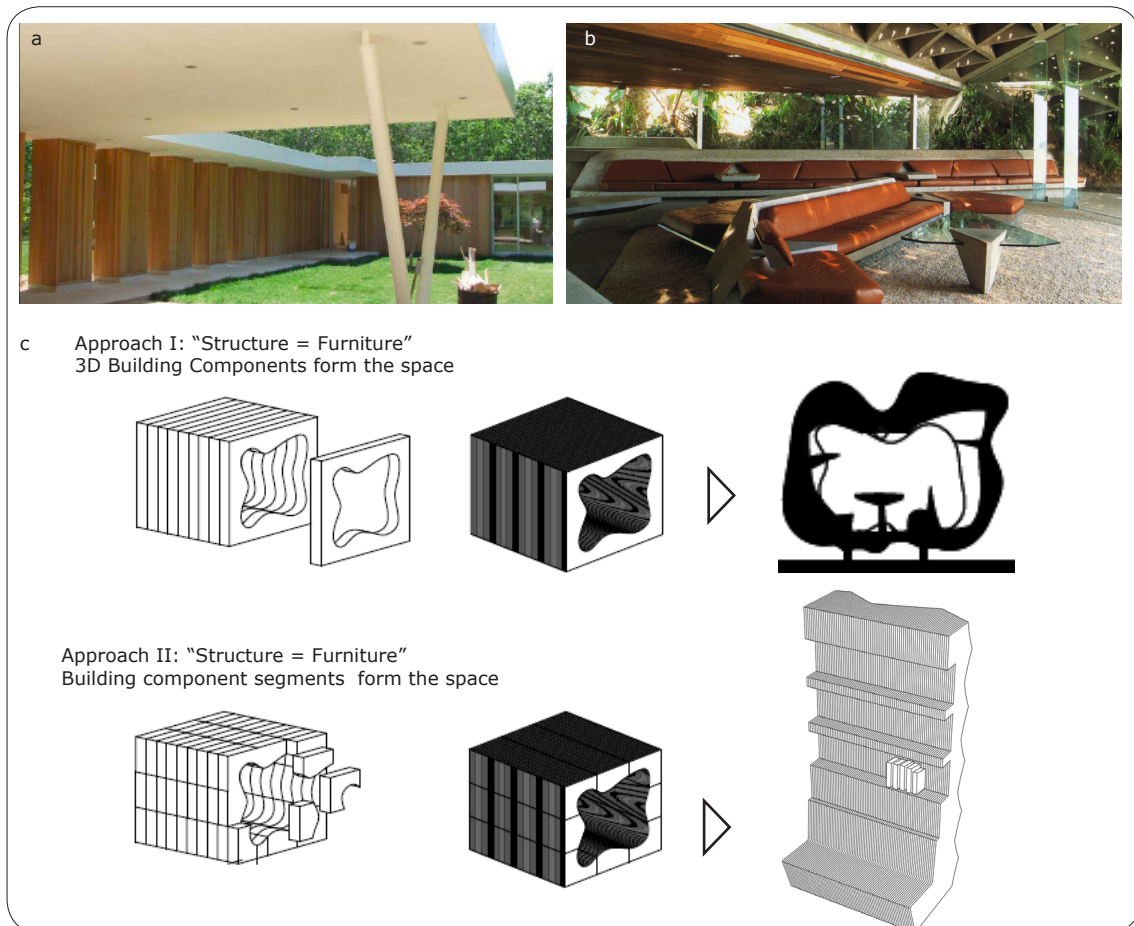 a
b
c
Approach I: “Structure = Furniture”
3D Building Components form the space
Approach II: “Structure = Furniture”
Building component segments form the space